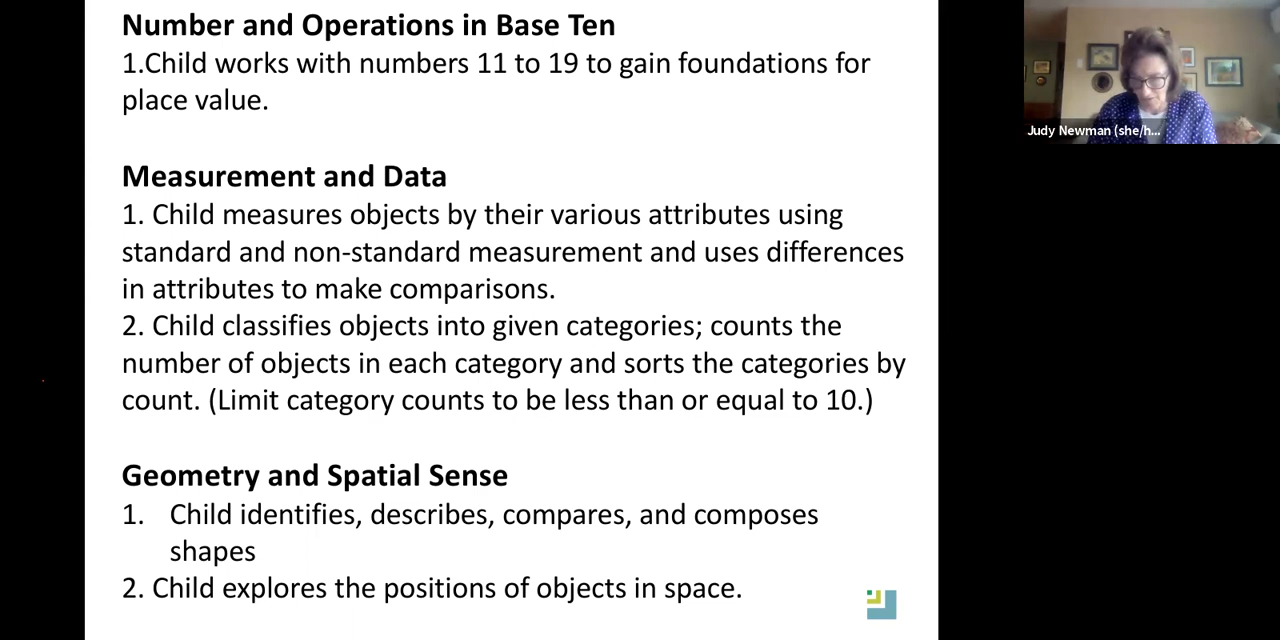 Number and Operations in Base Ten
1.Child works with numbers 11 to 19 to gain foundations for
place value.
Measurement and Data
1. Child measures objects by their various attributes using
standard and non-standard measurement and uses differences
in attributes to make comparisons.
2. Child classifies objects into given categories; counts the
number of objects in each category and sorts the categories by
count. (Limit category counts to be less than or equal to 10.)
Geometry and Spatial Sense
1. Child identifies, describes, compares, and composes
shapes
2. Child explores the positions of objects in space.
Judy Newman (she/h...